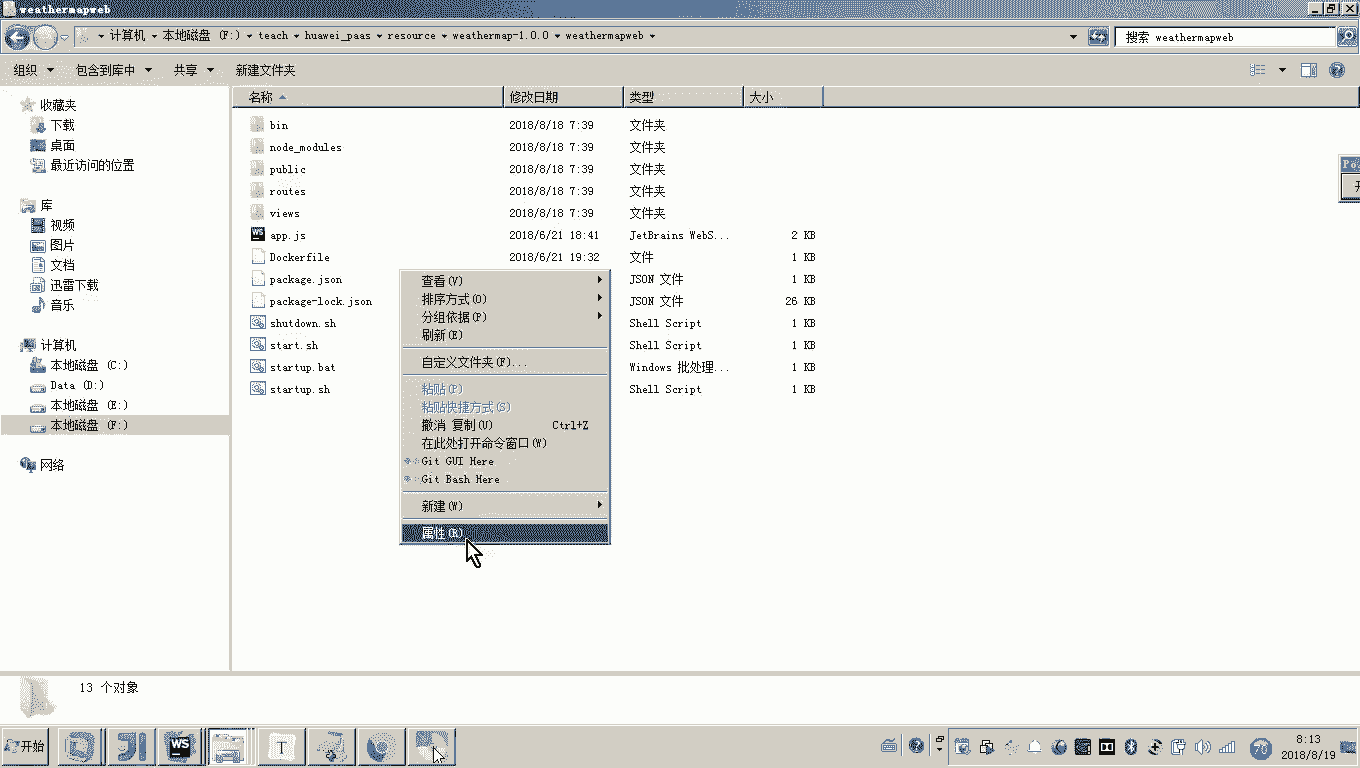 weathermapweb
计算机 本地磁盘 (F:) teach huawei_paas resource weathermap-1.0.0 weathermapweb
搜索 weathermapweb
组织 包含到库中 共享 新建文件夹
收藏夹
下载
桌面
最近访问的位置
库
视频
图片
文档
迅雷下载
音乐
计算机
本地磁盘 (C:)
Data (D:)
本地磁盘 (E:)
本地磁盘 (F:)
网络
名称 修改日期 类型 大小
bin 2018/8/18 7:39 文件夹
node_modules 2018/8/18 7:39 文件夹
public 2018/8/18 7:39 文件夹
routes 2018/8/18 7:39 文件夹
views 2018/8/18 7:39 文件夹
app.js 2018/6/21 18:41 JetBrains WebS... 2 KB
Dockerfile 2018/6/21 19:32 文件 1 KB
package.json JSON 文件 1 KB
package-lock.json JSON 文件 26 KB
shutdown.sh Shell Script 1 KB
start.sh Shell Script 1 KB
startup.bat Windows 批处理... 1 KB
startup.sh Shell Script 1 KB
查看(V)
排序方式(O)
分组依据(P)
刷新(E)
自定义文件夹(F)...
粘贴(P)
粘贴快捷方式(S)
撤消 复制(U) Ctrl+Z
在此处打开命令窗口(W)
Git GUI Here
Git Bash Here
新建(W)
属性(R)
13 个对象
开始
WS
T
70
8:13
2018/8/19